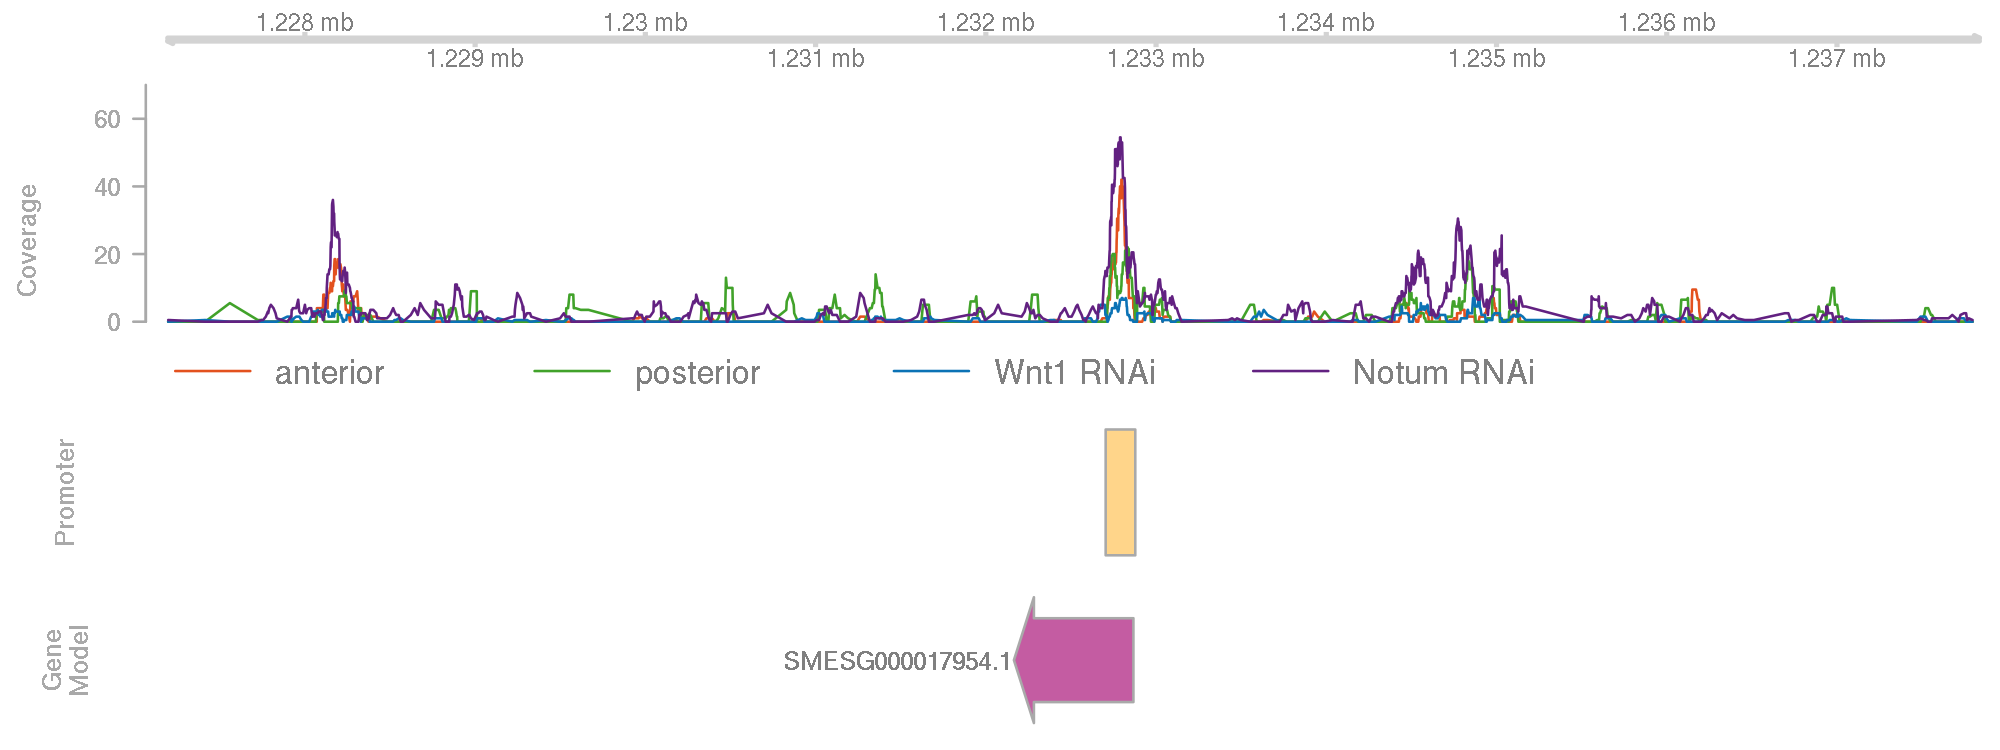 1.228 mb 1.23 mb 1.232 mb 1.234 mb 1.236 mb
1.229 mb 1.231 mb 1.233 mb 1.235 mb 1.237 mb
Coverage
60
40
20
0
anterior posterior Wnt1 RNAi Notum RNAi
Promoter
Gene
Model
SMESG000017954.1